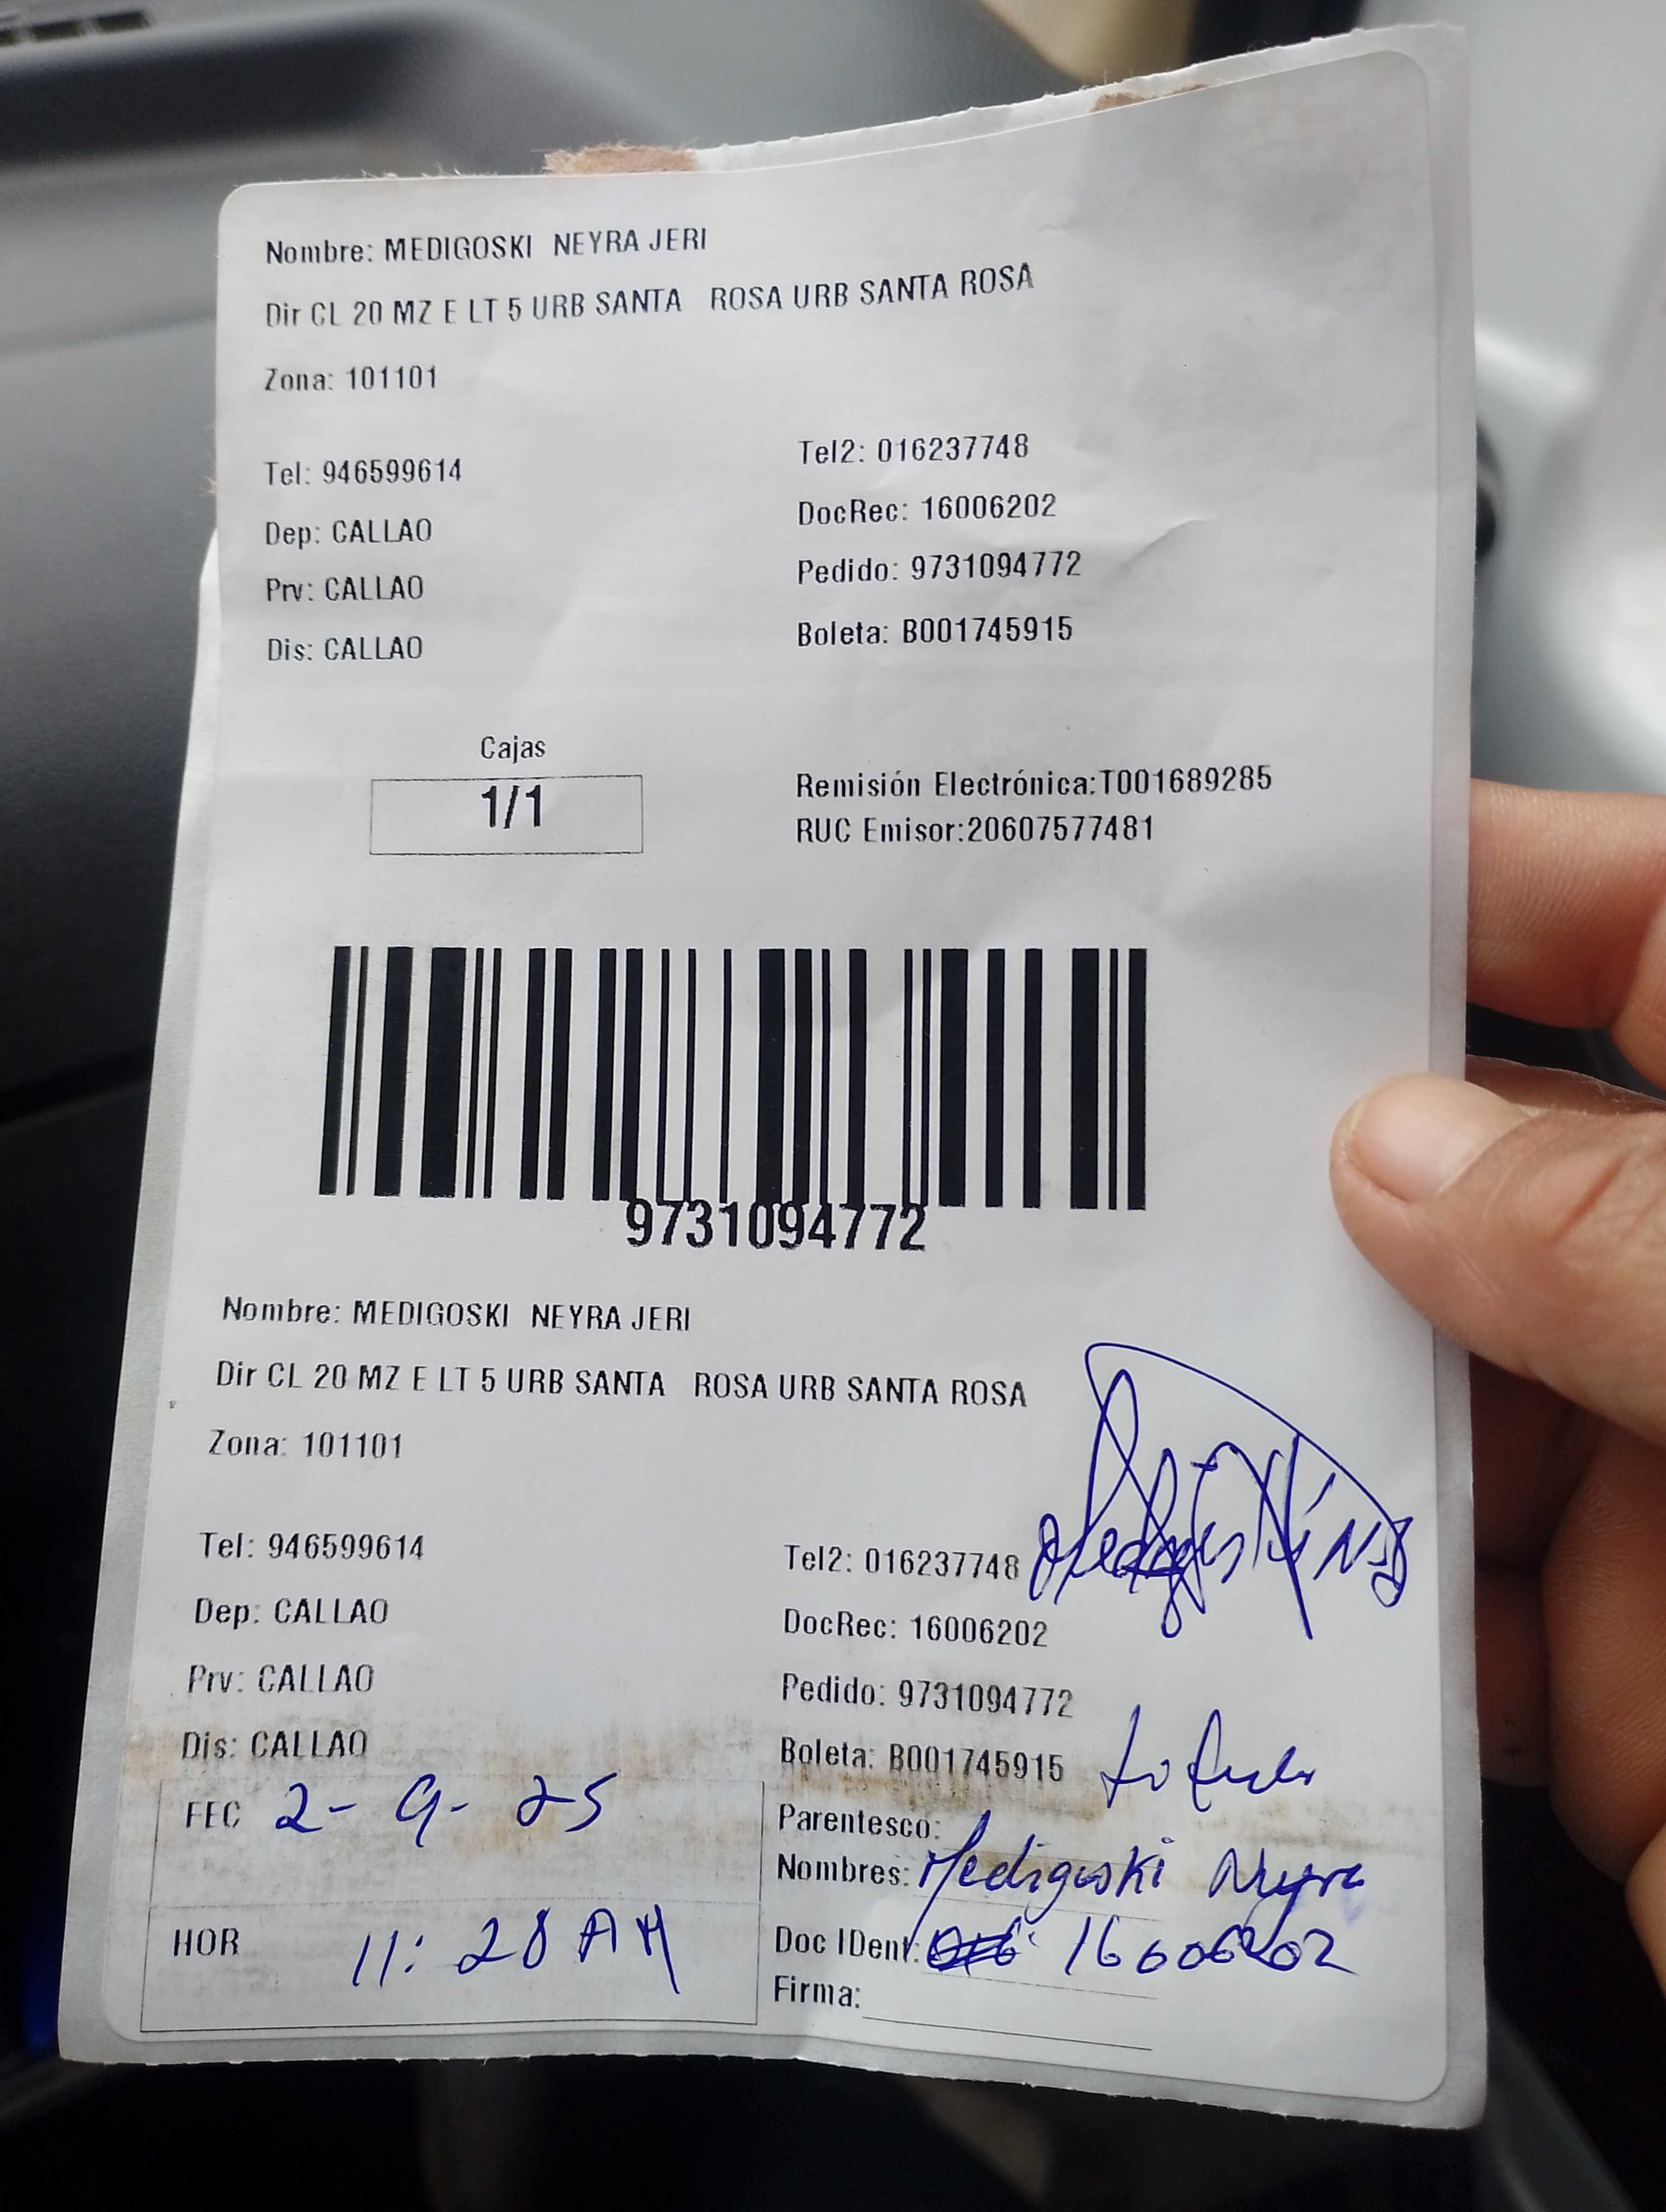 Nombre: MEDIGOSKI NEYRA JERI
Dir CL 20 MZ E LT 5 URB SANTA ROSA URB SANTA ROSA
Zona: 101101
Tel: 946599614
Tel2: 016237748
Dep: CALLAO
DocRec: 16006202
Prv: CALLAO
Pedido: 9731094772
Dis: CALLAO
Boleta: B001745915
Cajas
1/1
Remisión Electrónica:T001689285
RUC Emisor:20607577481
9731094772
Nombre: MEDIGOSKI NEYRA JERI
Dir CL 20 MZ E LT 5 URB SANTA ROSA URB SANTA ROSA
Zona: 101101
Tel: 946599614
Tel2: 016237748
Dep: CALLAO
DocRec: 16006202
Prv: CALLAO
Pedido: 9731094772
Dis: CALLAO
Boleta: B001745915
FEC 2-9-25
Parentesco:
Nombres: Medigoski Neyra
HOR 11:28 AM
Doc IDent: 16006202
Firma: